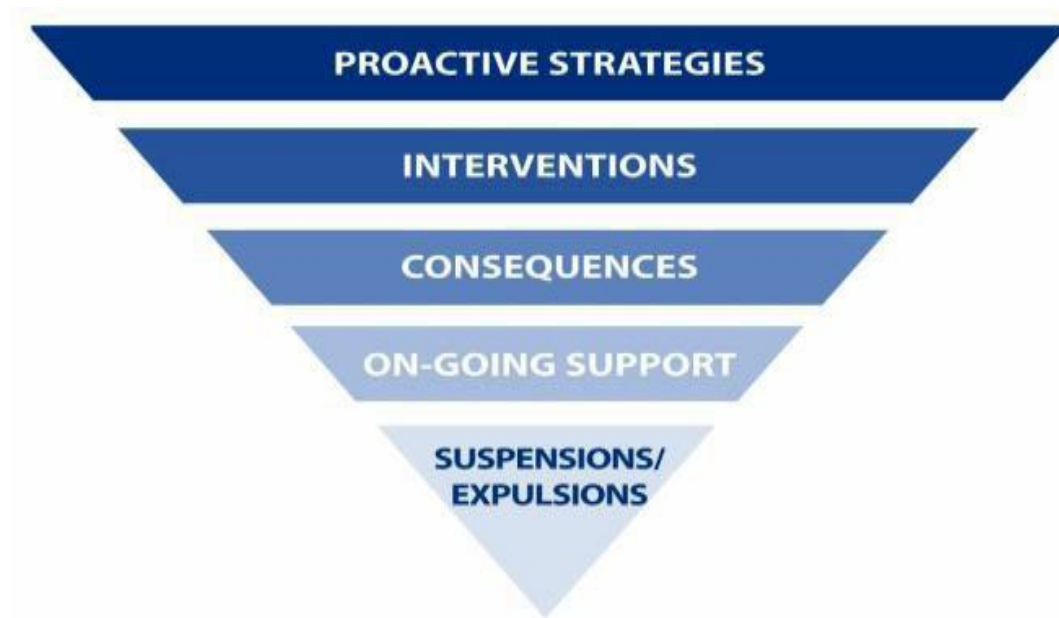 PROACTIVE STRATEGIES
INTERVENTIONS
CONSEQUENCES
ON-GOING SUPPORT
SUSPENSIONS/
EXPULSIONS